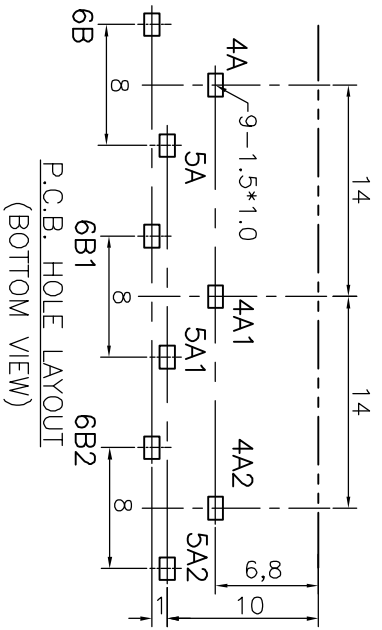 14
14
4A
9-1.5*1.0
4A1
4A2
6,8
10
1
6B
8
5A
6B1
8
5A1
6B2
8
5A2
P.C.B. HOLE LAYOUT
(BOTTOM VIEW)